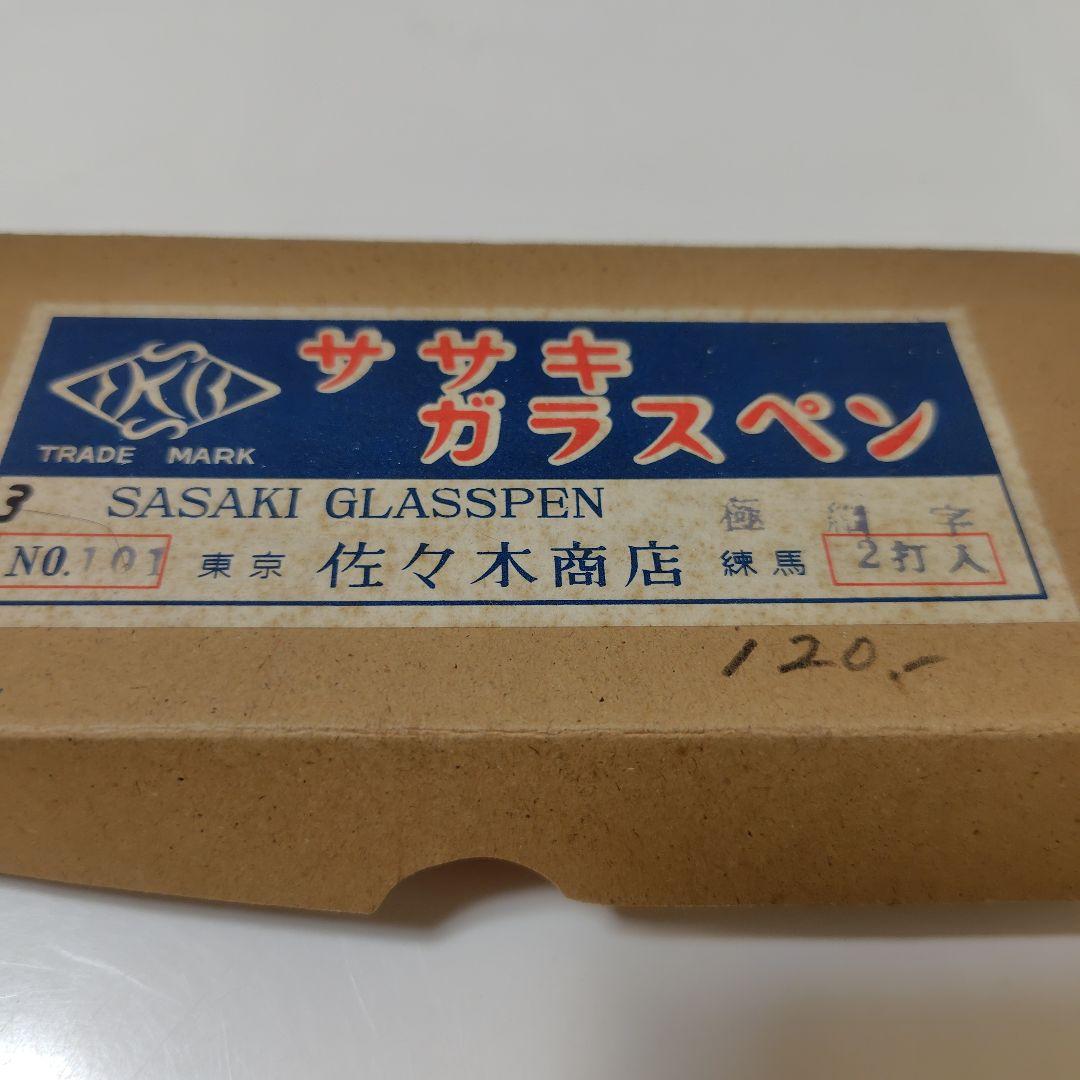 ササキ
ガラスペン
TRADE MARK
3 SASAKI GLASSPEN 極細字
NO.101 東京 佐々木商店 練馬 2打入
120.-